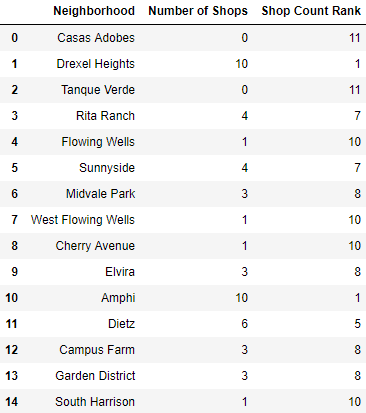 Neighborhood Number of Shops Shop Count Rank
0 Casas Adobes 0 11
1 Drexel Heights 10 1
2 Tanque Verde 0 11
3 Rita Ranch 4 7
4 Flowing Wells 1 10
5 Sunnyside 4 7
6 Midvale Park 3 8
7 West Flowing Wells 1 10
8 Cherry Avenue 1 10
9 Elvira 3 8
10 Amphi 10 1
11 Dietz 6 5
12 Campus Farm 3 8
13 Garden District 3 8
14 South Harrison 1 10